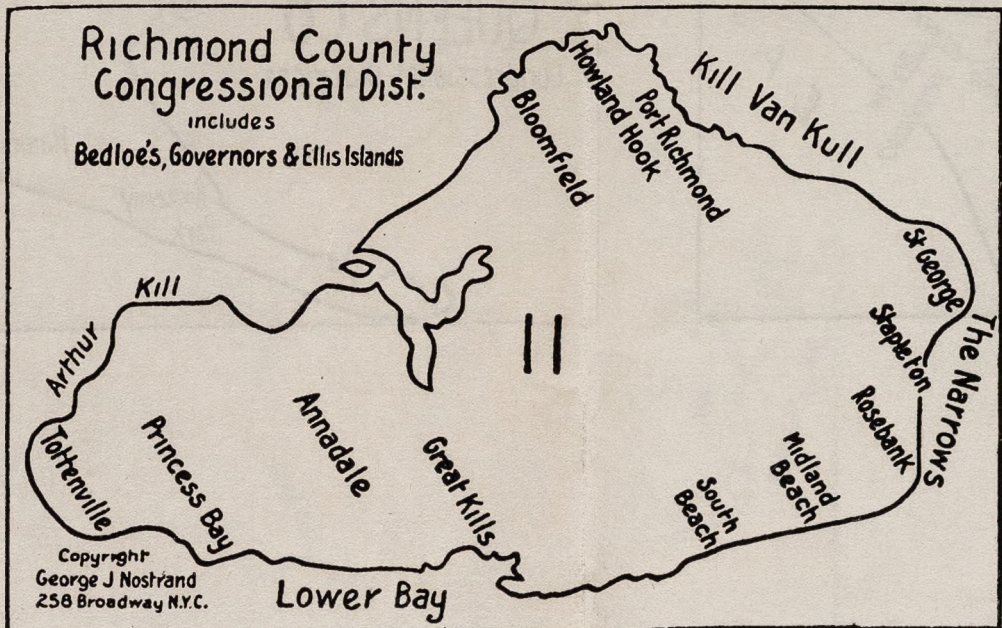 Richmond County
Congressional Dist.
includes
Bedloe's, Governors & Ellis Islands
Kill Van Kull
Howland Hook
Port Richmond
Bloomfield
St George
Stapleton
The Narrows
Rosebank
Midland
Beach
South
Beach
11
Kill
Arthur
Tottenville
Princess Bay
Annadale
Great Kills
Lower Bay
Copyright
George J Nostrand
258 Broadway N.Y.C.